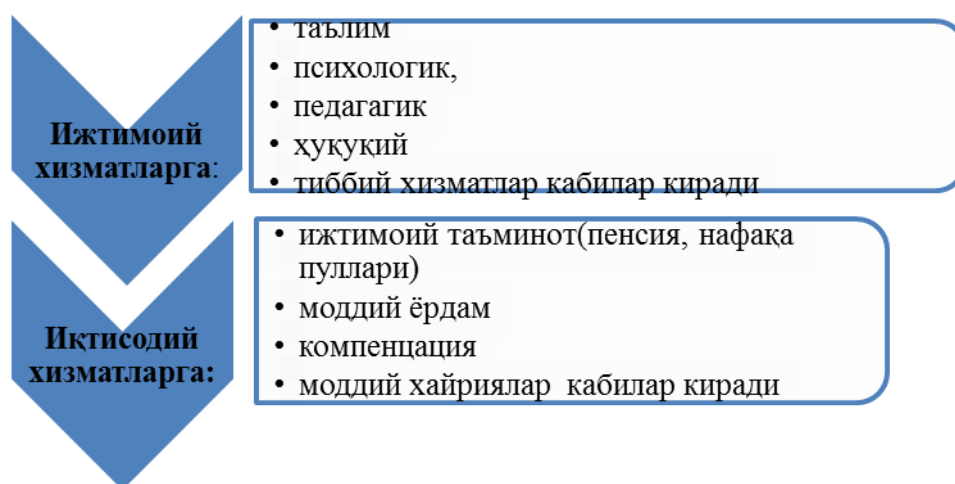 Ижтимоий
хизматларга:
• таълим
• психологик,
• педагагик
• ҳуқуқий
• тиббий хизматлар кабилар киради
Иқтисодий
хизматларга:
• ижтимоий таъминот(пенсия, нафақа
пуллари)
• моддий ёрдам
• компенцация
• моддий хайриялар кабилар киради